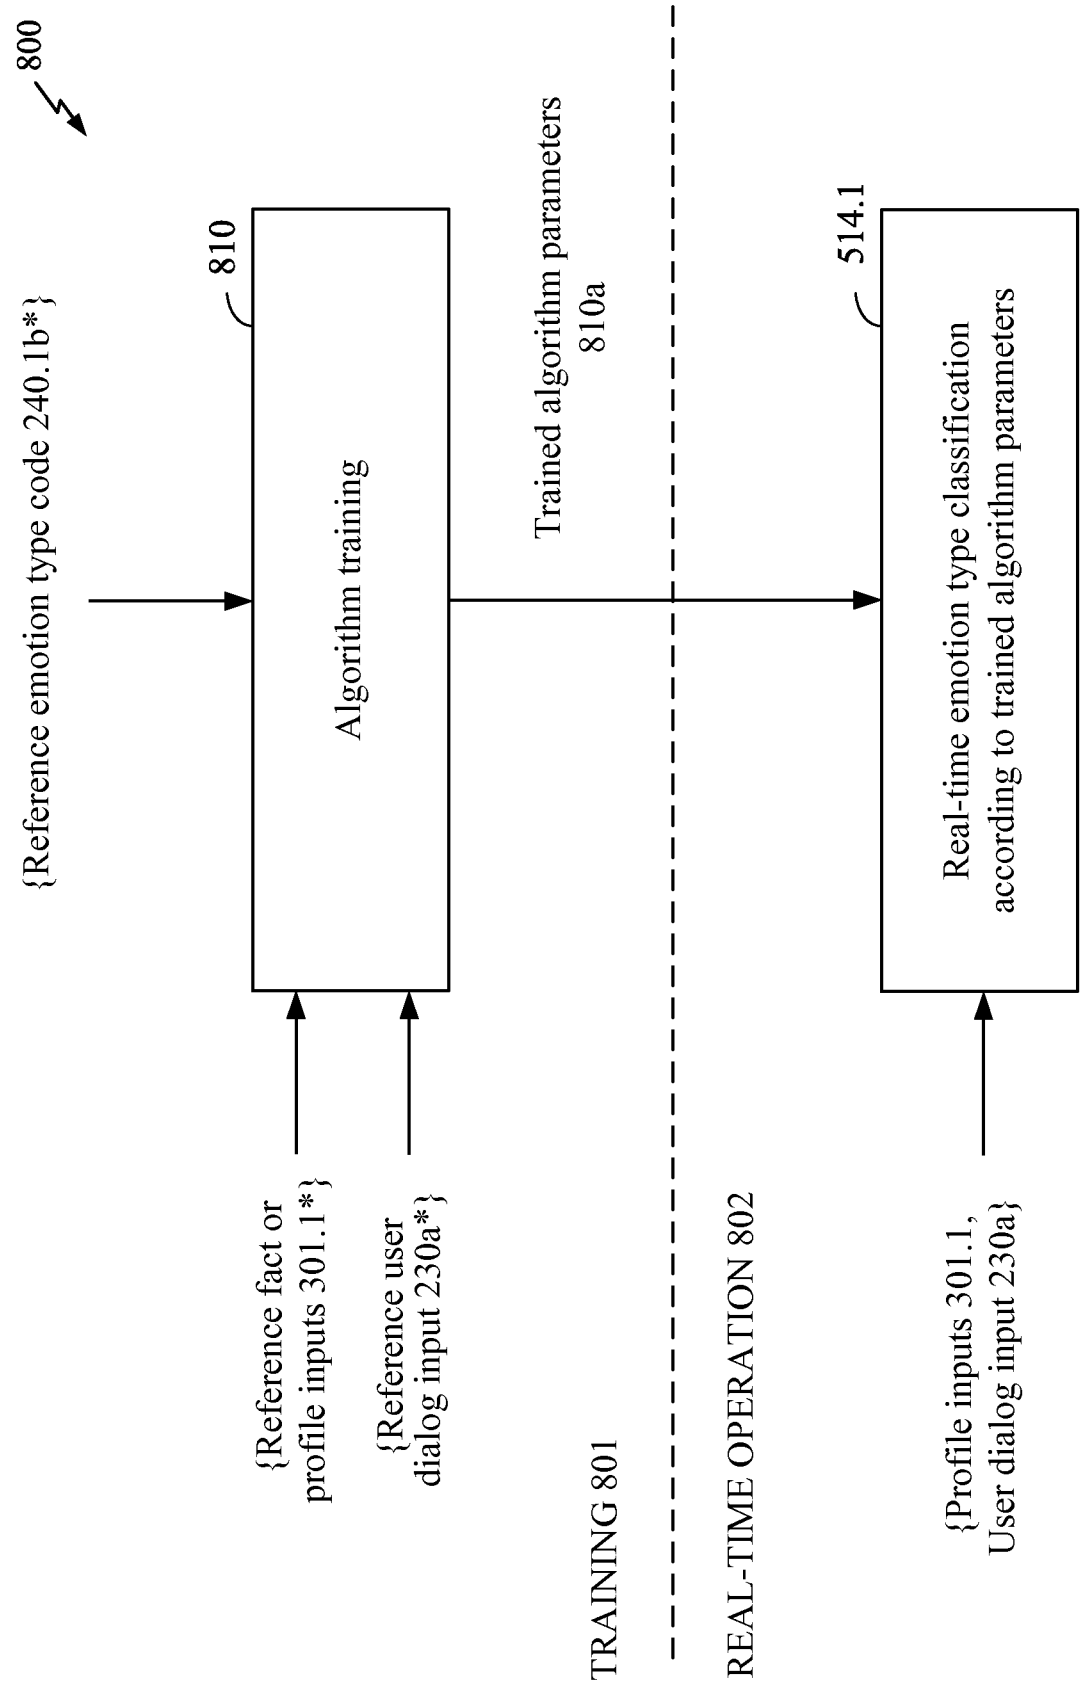 800
{Reference emotion type code 240.1b*}
810
{Reference fact or
profile inputs 301.1*}
{Reference user
dialog input 230a*}
Algorithm training
Trained algorithm parameters
810a
TRAINING 801
REAL-TIME OPERATION 802
514.1
{Profile inputs 301.1,
User dialog input 230a}
Real-time emotion type classification
according to trained algorithm parameters